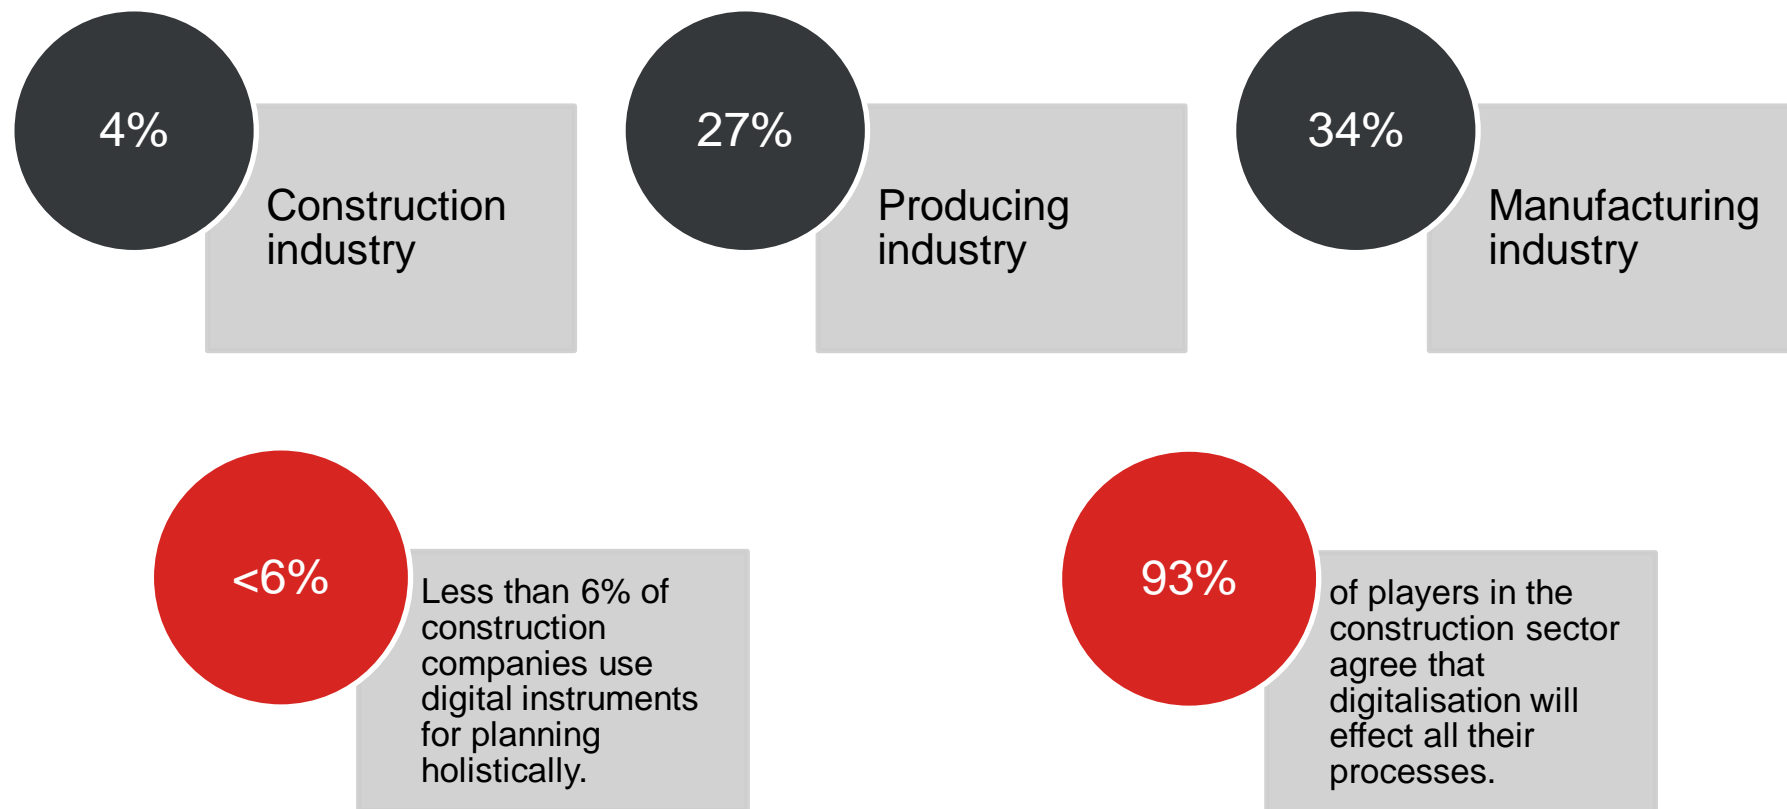 4%
Construction
industry
27%
Producing
industry
34%
Manufacturing
industry
<6%
Less than 6% of
construction
companies use
digital instruments
for planning
holistically.
93%
of players in the
construction sector
agree that
digitalisation will
effect all their
processes.